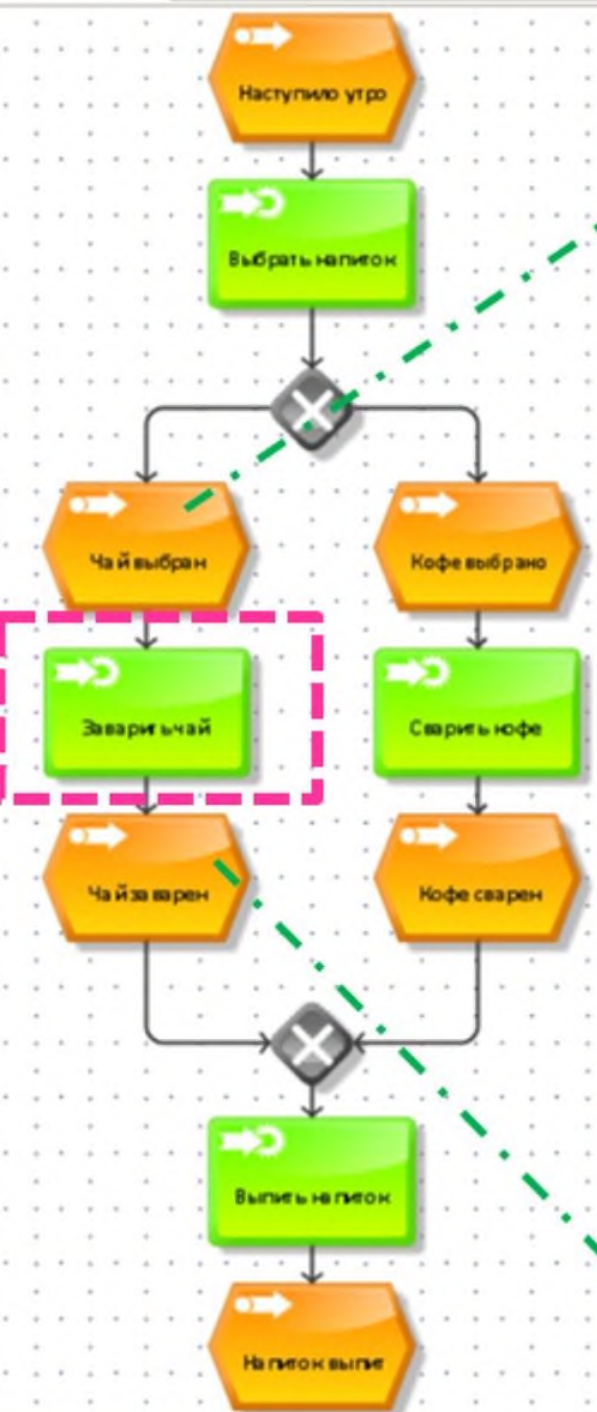 Наступило утро
Выбрать напиток
Чай выбран
Кофе выбрано
Заварить чай
Сварить кофе
Чай заварен
Кофе сварен
Выпить напиток
Напиток выпит